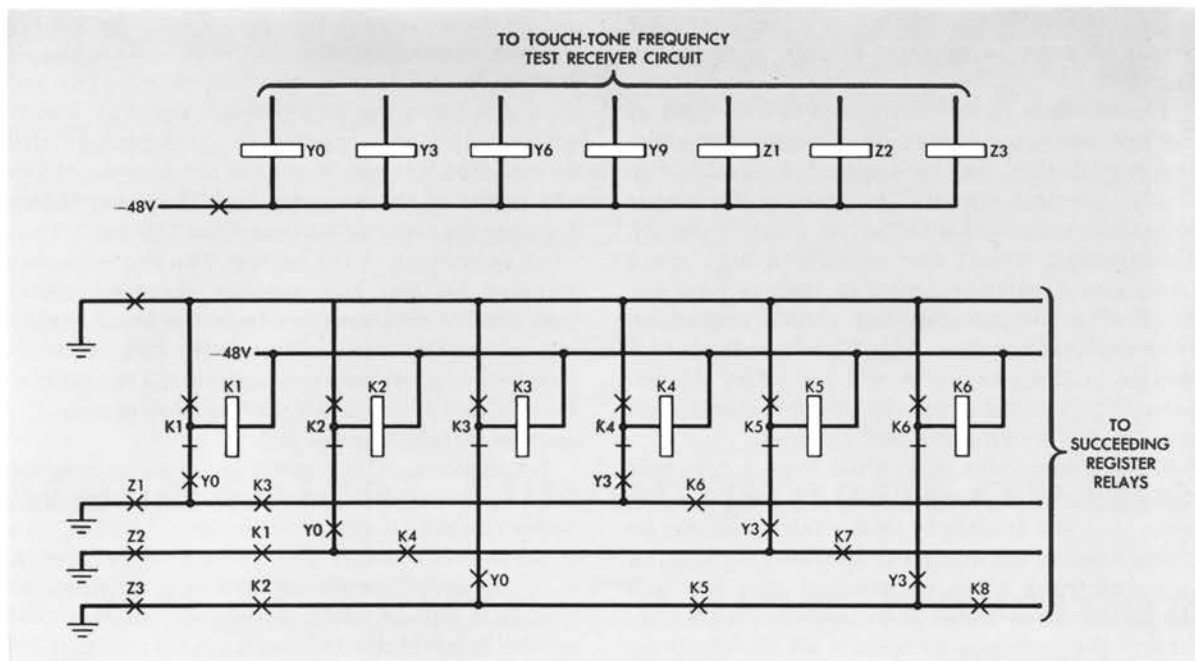 TO TOUCH-TONE FREQUENCY
TEST RECEIVER CIRCUIT
Y0 Y3 Y6 Y9 Z1 Z2 Z3
—48V
—48V
K1 K2 K3 K4 K5 K6
K1 K2 K3 K4 K5 K6
TO
SUCCEEDING
REGISTER
RELAYS
Y0 Y3
Z1 K3 K6
Y0 Y3
Z2 K1 K4 K7
Y0 Y3
Z3 K2 K5 K8